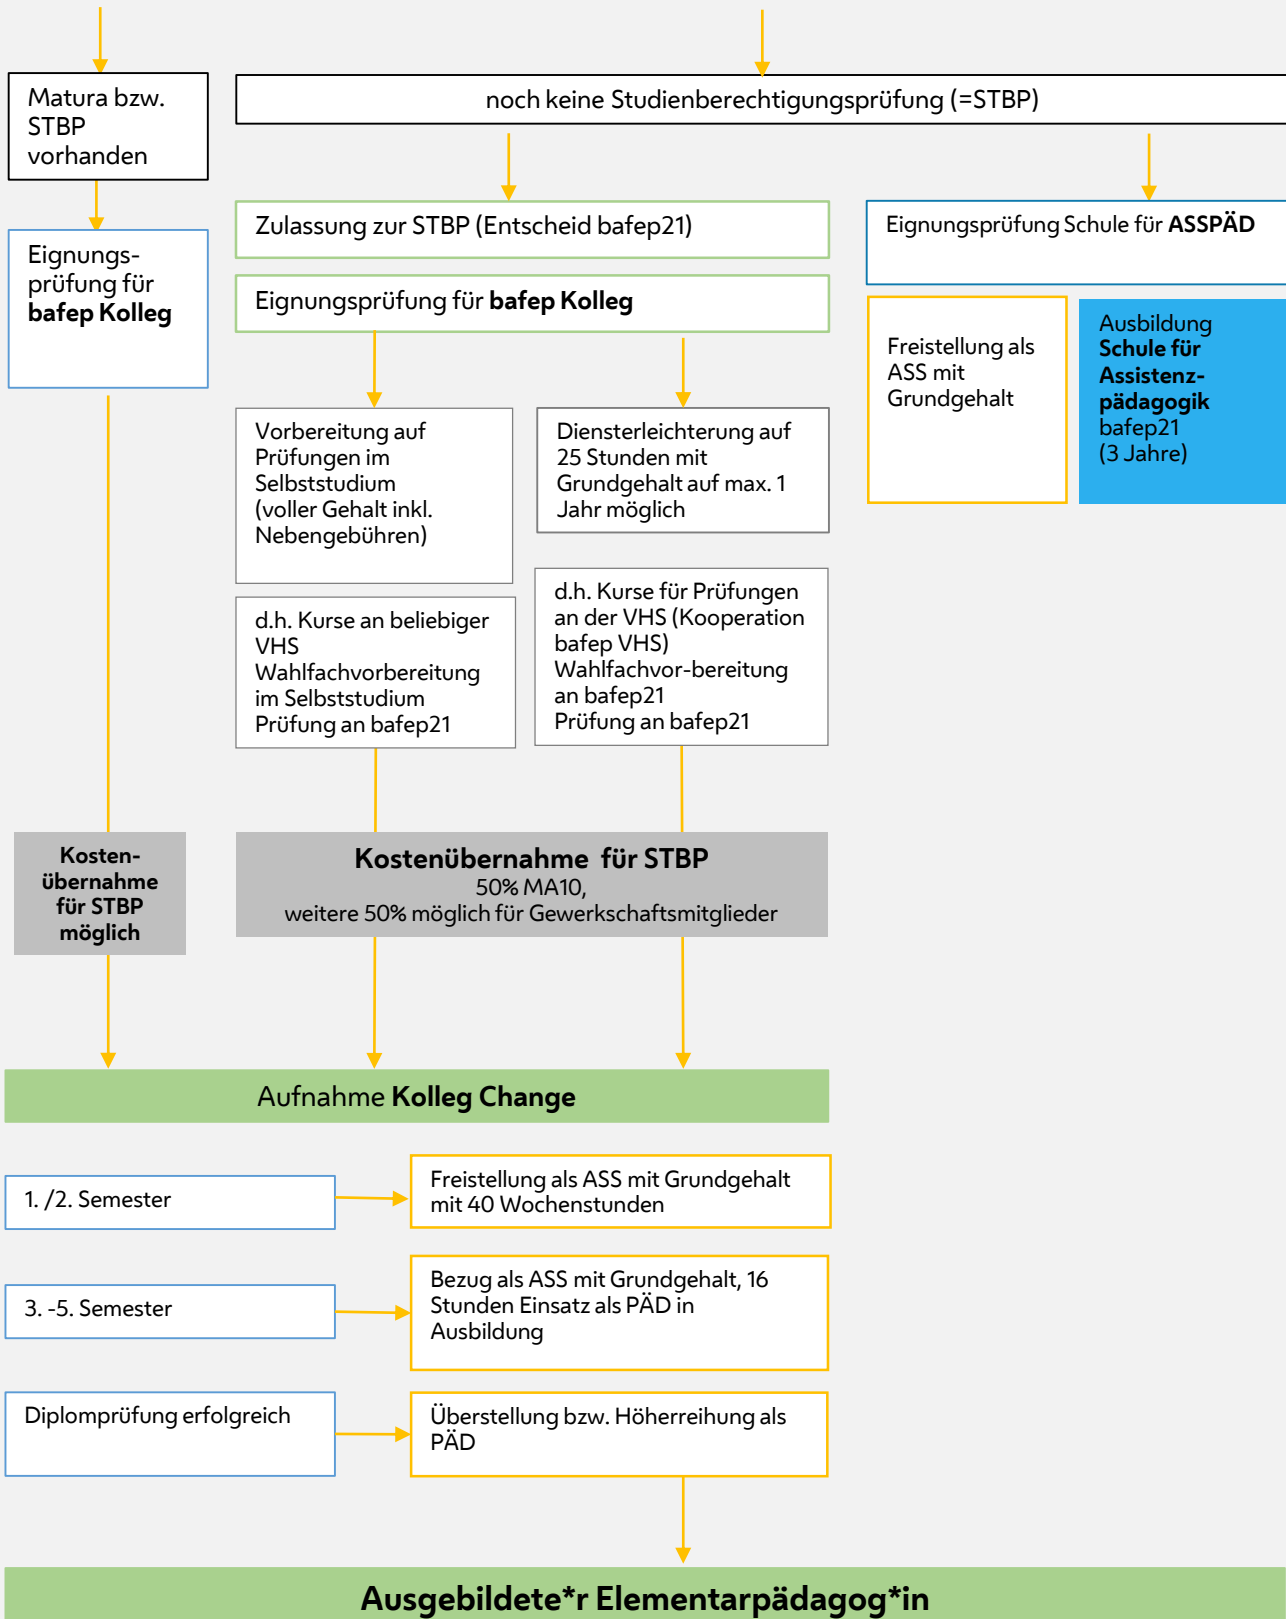 Matura bzw.
STBP
vorhanden
noch keine Studienberechtigungsprüfung (=STBP)
Eignungs-
prüfung für
bafep Kolleg
Zulassung zur STBP (Entscheid bafep21)
Eignungsprüfung für bafep Kolleg
Eignungsprüfung Schule für ASSPÄD
Freistellung als
ASS mit
Grundgehalt
Ausbildung
Schule für
Assistenz-
pädagogik
bafep21
(3 Jahre)
Vorbereitung auf
Prüfungen im
Selbststudium
(voller Gehalt inkl.
Nebengebühren)
Diensterleichterung auf
25 Stunden mit
Grundgehalt auf max. 1
Jahr möglich
d.h. Kurse an beliebiger
VHS
Wahlfachvorbereitung
im Selbststudium
Prüfung an bafep21
d.h. Kurse für Prüfungen
an der VHS (Kooperation
bafep VHS)
Wahlfachvor-bereitung
an bafep21
Prüfung an bafep21
Kosten-
übernahme
für STBP
möglich
Kostenübernahme für STBP
50% MA10,
weitere 50% möglich für Gewerkschaftsmitglieder
Aufnahme Kolleg Change
1. /2. Semester
Freistellung als ASS mit Grundgehalt
mit 40 Wochenstunden
3. -5. Semester
Bezug als ASS mit Grundgehalt, 16
Stunden Einsatz als PÄD in
Ausbildung
Diplomprüfung erfolgreich
Überstellung bzw. Höherreihung als
PÄD
Ausgebildete*r Elementarpädagog*in